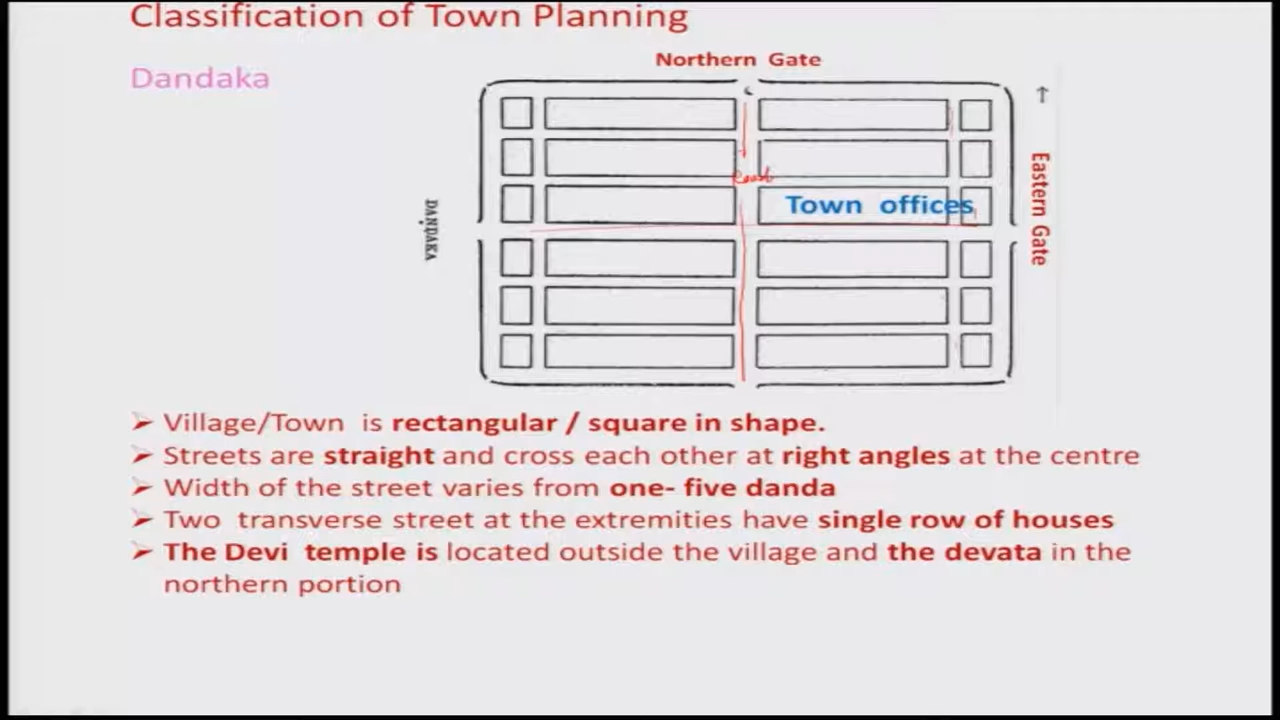 Classification of Town Planning
Dandaka
Northern Gate
Eastern Gate
DANDAKA
Road
Town offices
➢ Village/Town is rectangular / square in shape.
➢ Streets are straight and cross each other at right angles at the centre
➢ Width of the street varies from one- five danda
➢ Two transverse street at the extremities have single row of houses
➢ The Devi temple is located outside the village and the devata in the
northern portion